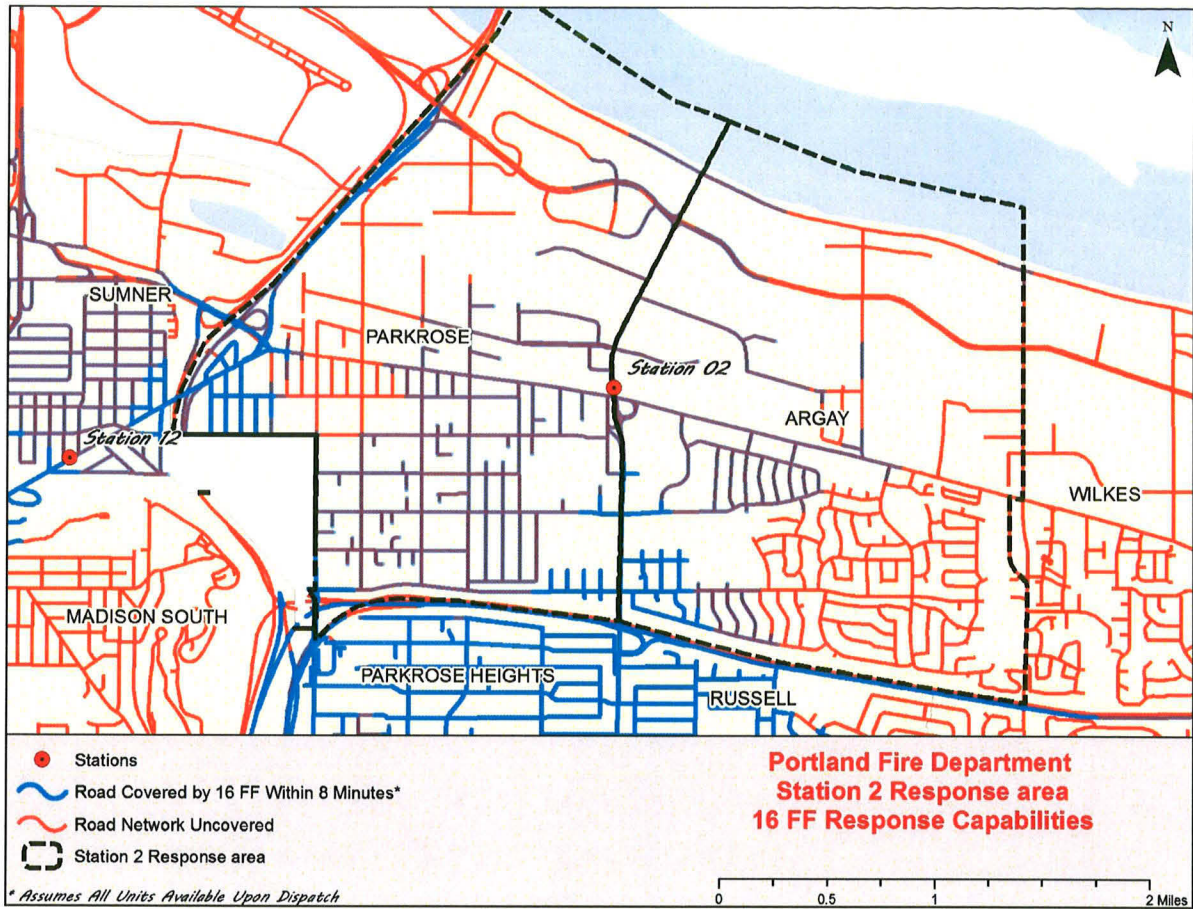 N
SUMNER
PARKROSE
Station 02
ARGAY
Station 12
WILKES
MADISON SOUTH
PARKROSE HEIGHTS
RUSSELL
Stations
Road Covered by 16 FF Within 8 Minutes*
Road Network Uncovered
Station 2 Response area
* Assumes All Units Available Upon Dispatch
Portland Fire Department
Station 2 Response area
16 FF Response Capabilities
0 0.5 1 2 Miles